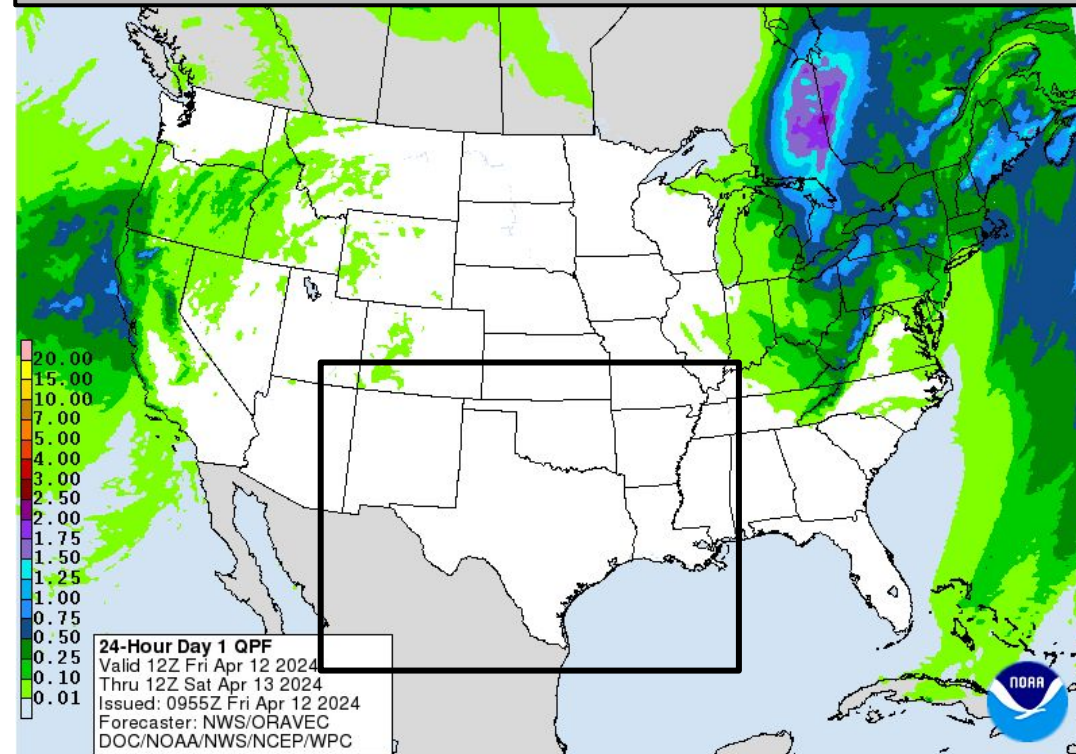 20.00
15.00
10.00
7.00
5.00
4.00
3.00
2.50
2.00
1.75
1.50
1.25
1.00
0.75
0.50
0.25
0.10
0.01
24-Hour Day 1 QPF
Valid 12Z Fri Apr 12 2024
Thru 12Z Sat Apr 13 2024
Issued: 0955Z Fri Apr 12 2024
Forecaster: NWS/ORAVEC
DOC/NOAA/NWS/NCEP/WPC
NOAA